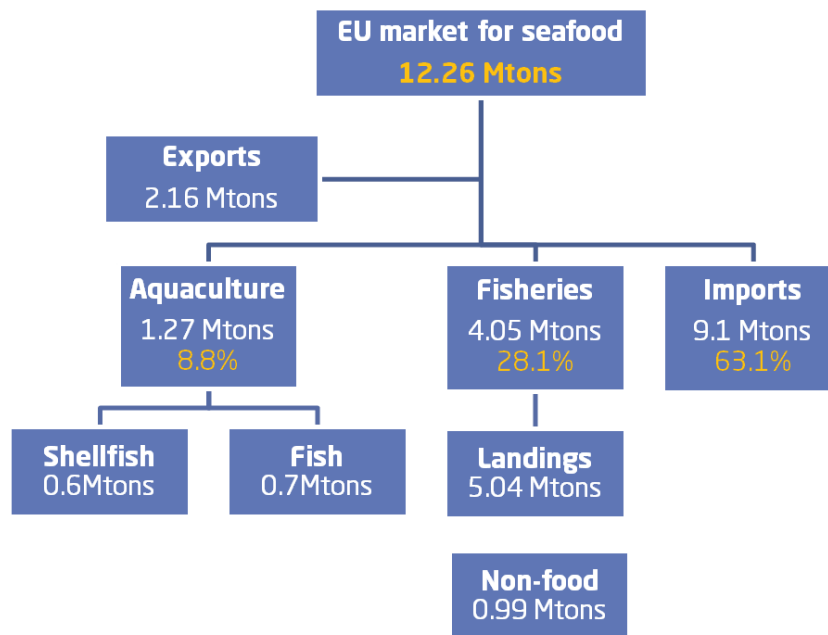 EU market for seafood
12.26 Mtons
Exports
2.16 Mtons
Aquaculture
1.27 Mtons
8.8%
Fisheries
4.05 Mtons
28.1%
Imports
9.1 Mtons
63.1%
Shellfish
0.6Mtons
Fish
0.7Mtons
Landings
5.04 Mtons
Non-food
0.99 Mtons